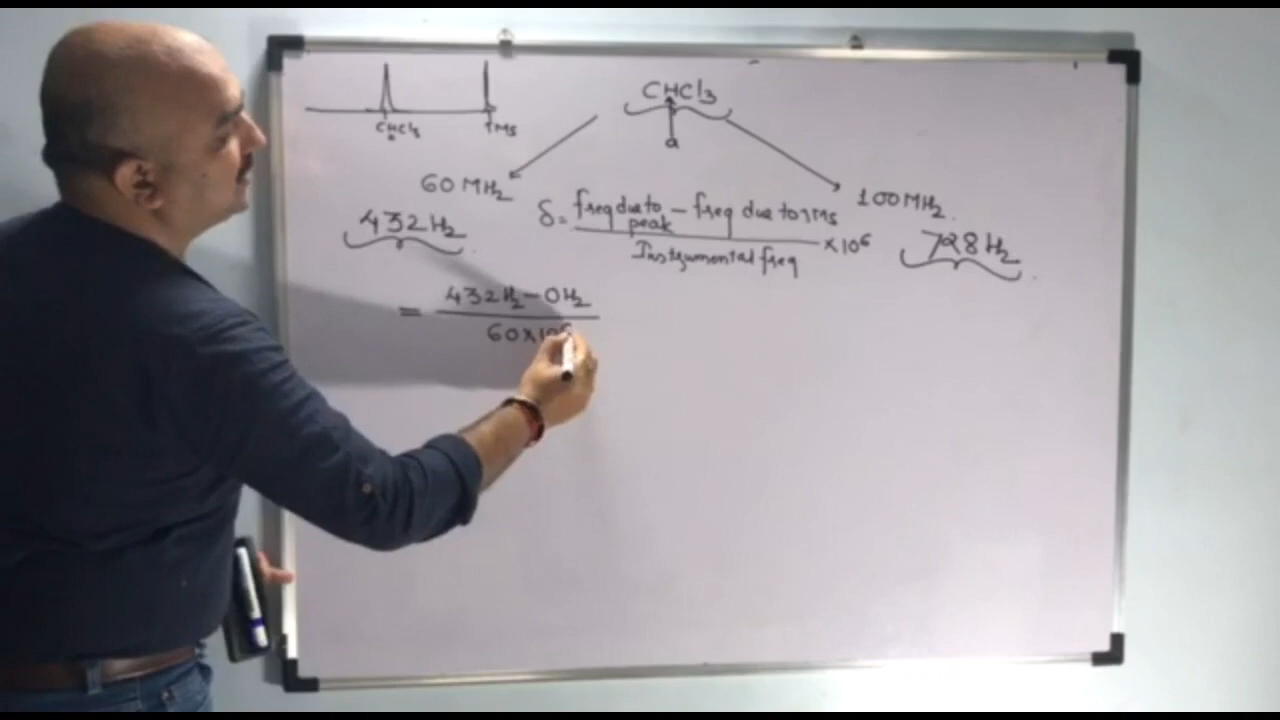 CHCl3
CHCl3
TMS
a
60 MHz
100 MHz.
432 Hz.
δ = freq due to peak - freq due to TMS
Instrumental freq
×10⁶
728 Hz.
= 432 Hz - 0 Hz
60×10⁶